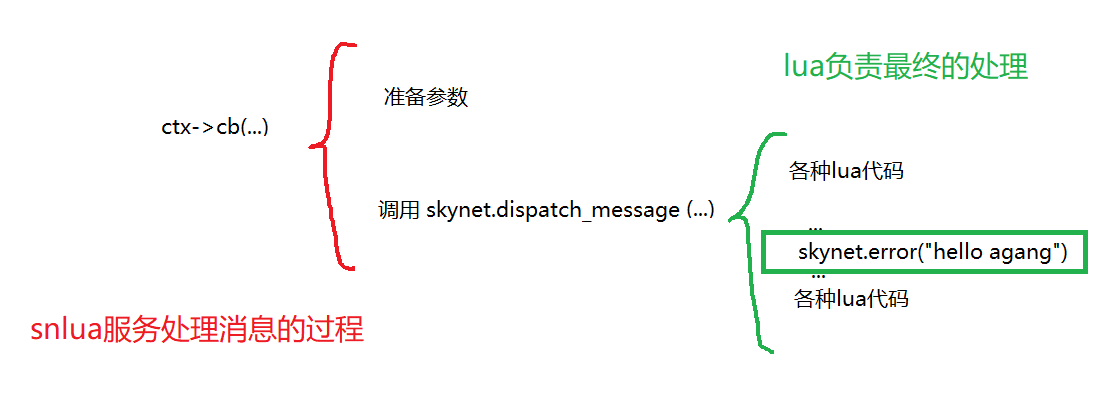 lua负责最终的处理
准备参数
ctx->cb(...)
各种lua代码
调用 skynet.dispatch_message (...)
...
skynet.error("hello agang")
...
各种lua代码
snlua服务处理消息的过程